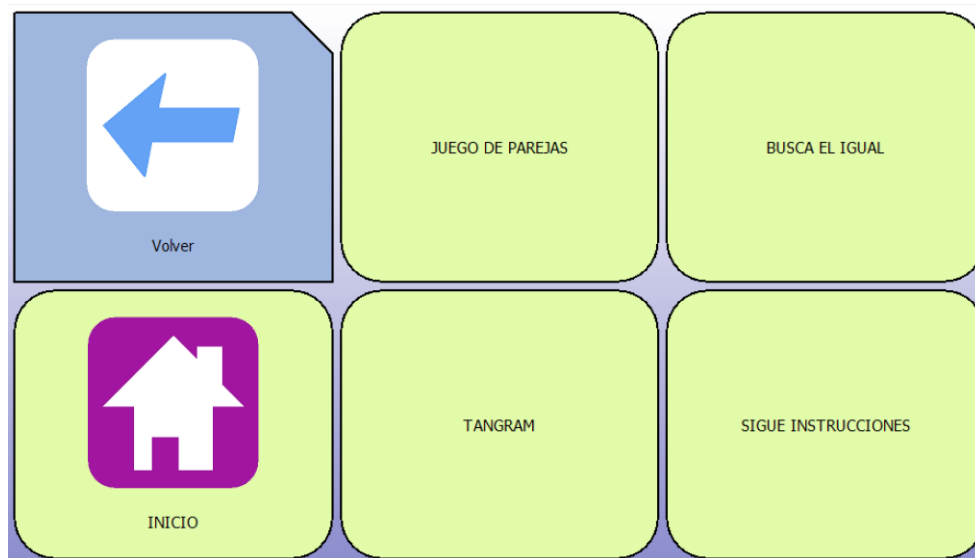 Volver
JUEGO DE PAREJAS
BUSCA EL IGUAL
INICIO
TANGRAM
SIGUE INSTRUCCIONES